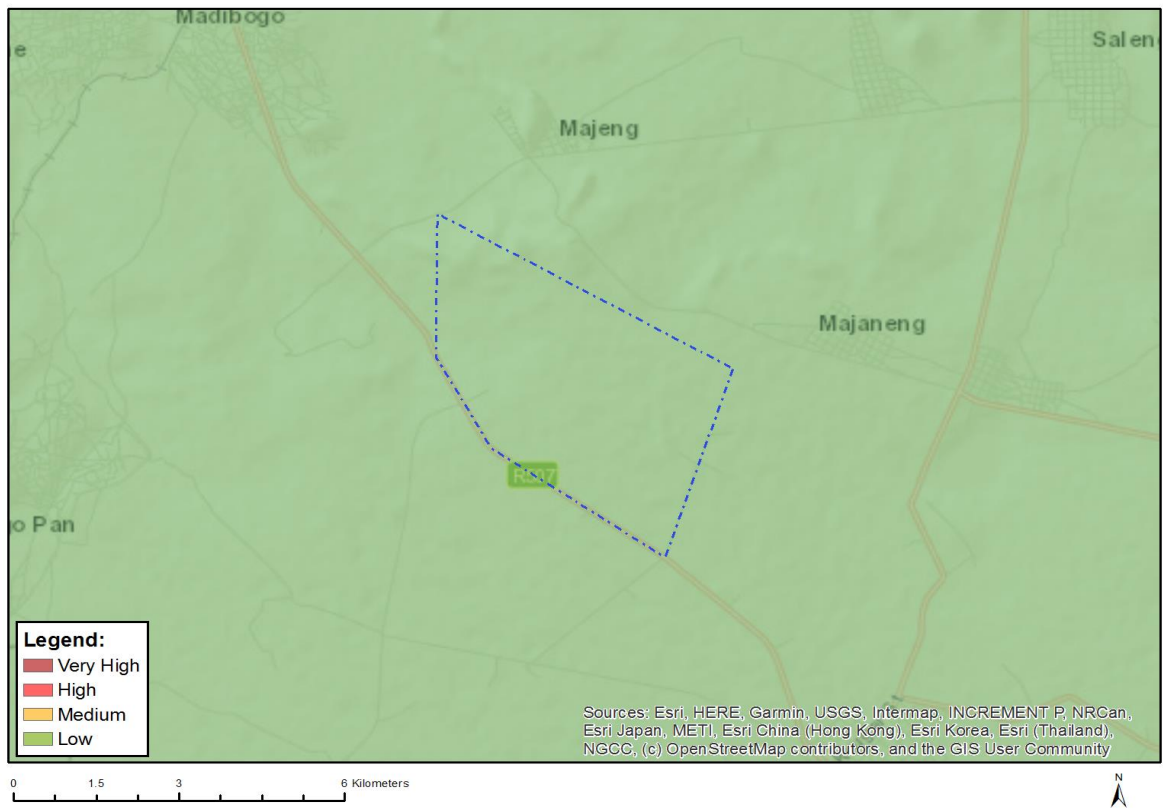 Madibogo
e
Salen
Majeng
Majaneng
R507
o Pan
Legend:
Very High
High
Medium
Low
Sources: Esri, HERE, Garmin, USGS, Intermap, INCREMENT P, NRCan,
Esri Japan, METI, Esri China (Hong Kong), Esri Korea, Esri (Thailand),
NGCC, (c) OpenStreetMap contributors, and the GIS User Community
0 1.5 3 6 Kilometers
N